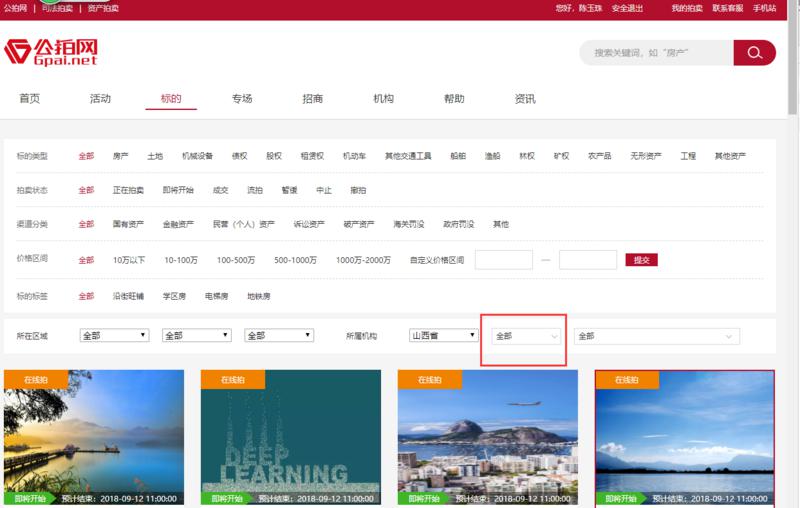 公拍网 | 司法拍卖 | 资产拍卖 您好，陈玉珠 安全退出 我的拍卖 联系客服 手机站
公拍网
Gpai.net
搜索关键词，如“房产”
首页 活动 标的 专场 招商 机构 帮助 资讯
标的类型 全部 房产 土地 机械设备 债权 股权 租赁权 机动车 其他交通工具 船舶 渔船 林权 矿权 农产品 无形资产 工程 其他资产
拍卖状态 全部 正在拍卖 即将开始 成交 流拍 暂缓 中止 撤拍
渠道分类 全部 国有资产 金融资产 民营（个人）资产 诉讼资产 破产资产 海关罚没 政府罚没 其他
价格区间 全部 10万以下 10-100万 100-500万 500-1000万 1000万-2000万 自定义价格区间 — 提交
标的标签 全部 沿街旺铺 学区房 电梯房 地铁房
所在区域 全部 全部 全部 所属机构 山西省 全部 全部
在线拍 在线拍 在线拍 在线拍
DEEP
LEARNING
即将开始 预计结束：2018-09-12 11:00:00 即将开始 预计结束：2018-09-12 11:00:00 即将开始 预计结束：2018-09-12 11:00:00 即将开始 预计结束：2018-09-12 11:00:00